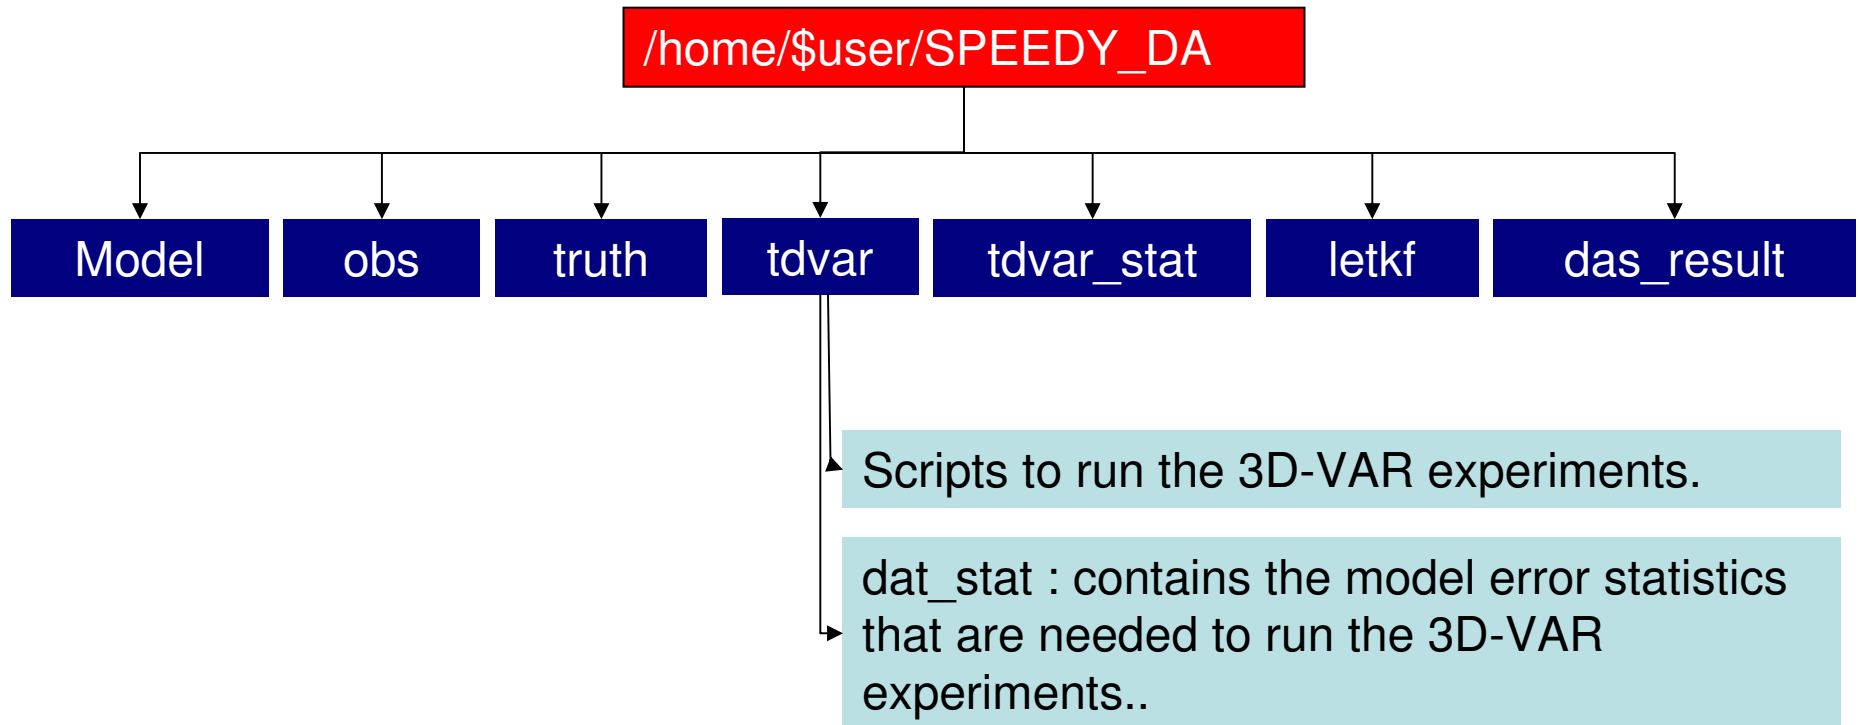 /home/$user/SPEEDY_DA
Model
obs
truth
tdvar
tdvar_stat
letkf
das_result
Scripts to run the 3D-VAR experiments.
dat_stat : contains the model error statistics
that are needed to run the 3D-VAR
experiments..